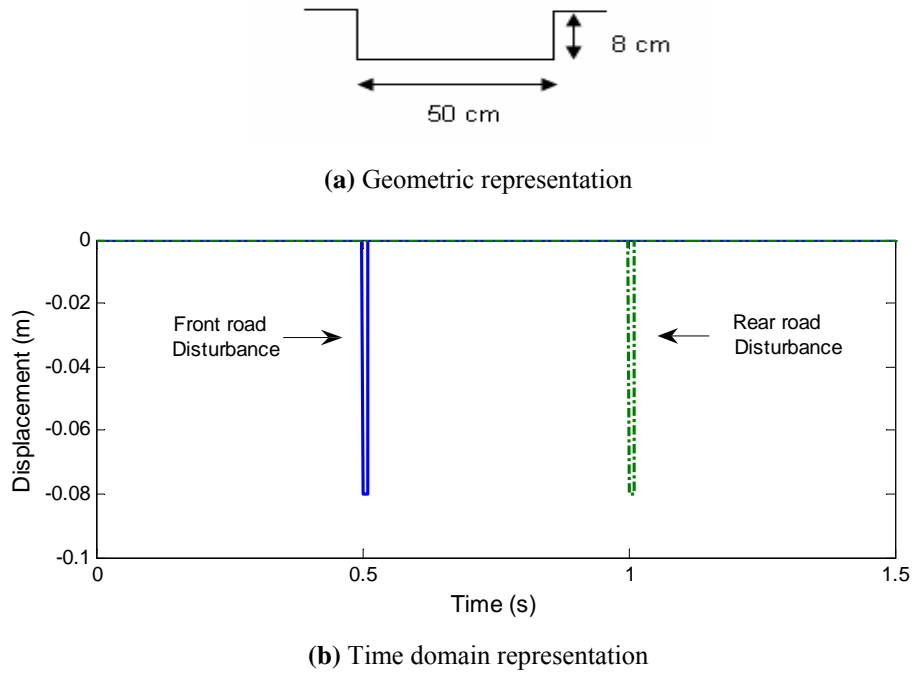 8 cm
50 cm
(a) Geometric representation
0
-0.02
-0.04
-0.06
-0.08
-0.1
Displacement (m)
Front road
Disturbance
Rear road
Disturbance
0
0.5
1
1.5
Time (s)
(b) Time domain representation